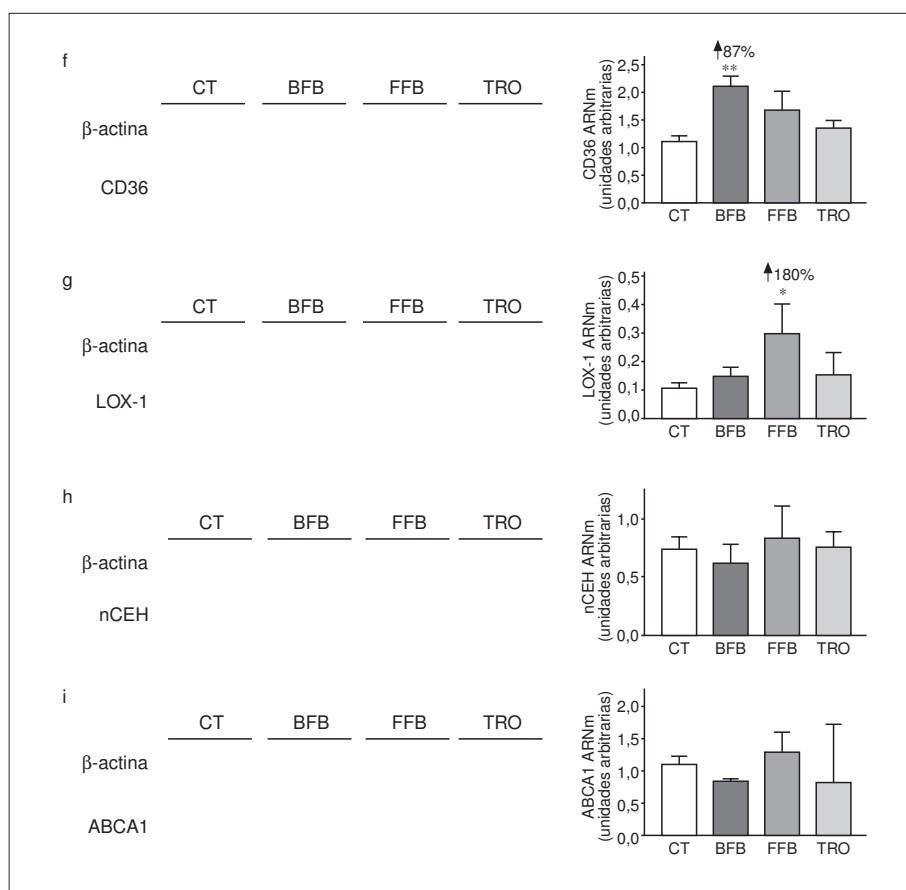 f
CT BFB FFB TRO
β-actina
CD36
↑87%
**
CD36 ARNm
(unidades arbitrarias)
2,5
2,0
1,5
1,0
0,5
0,0
CT BFB FFB TRO
g
CT BFB FFB TRO
β-actina
LOX-1
↑180%
*
LOX-1 ARNm
(unidades arbitrarias)
0,5
0,4
0,3
0,2
0,1
0,0
CT BFB FFB TRO
h
CT BFB FFB TRO
β-actina
nCEH
nCEH ARNm
(unidades arbitrarias)
1,0
0,5
0,0
CT BFB FFB TRO
i
CT BFB FFB TRO
β-actina
ABCA1
ABCA1 ARNm
(unidades arbitrarias)
2,0
1,5
1,0
0,5
0,0
CT BFB FFB TRO